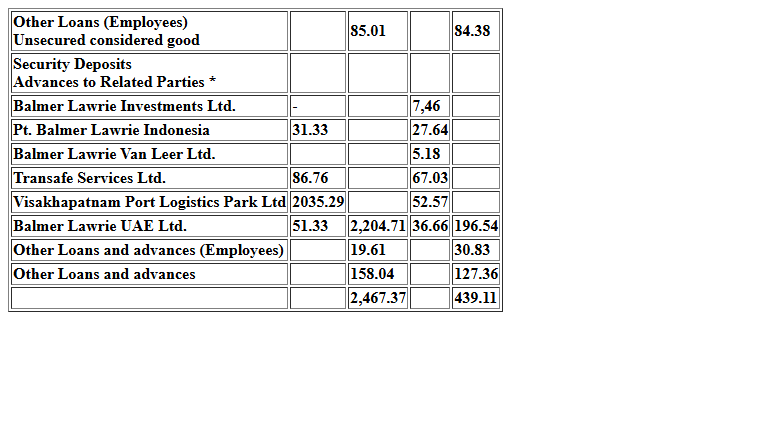 Other Loans (Employees)
Unsecured considered good 85.01 84.38
Security Deposits
Advances to Related Parties *
Balmer Lawrie Investments Ltd. - 7,46
Pt. Balmer Lawrie Indonesia 31.33 27.64
Balmer Lawrie Van Leer Ltd. 5.18
Transafe Services Ltd. 86.76 67.03
Visakhapatnam Port Logistics Park Ltd 2035.29 52.57
Balmer Lawrie UAE Ltd. 51.33 2,204.71 36.66 196.54
Other Loans and advances (Employees) 19.61 30.83
Other Loans and advances 158.04 127.36
2,467.37 439.11